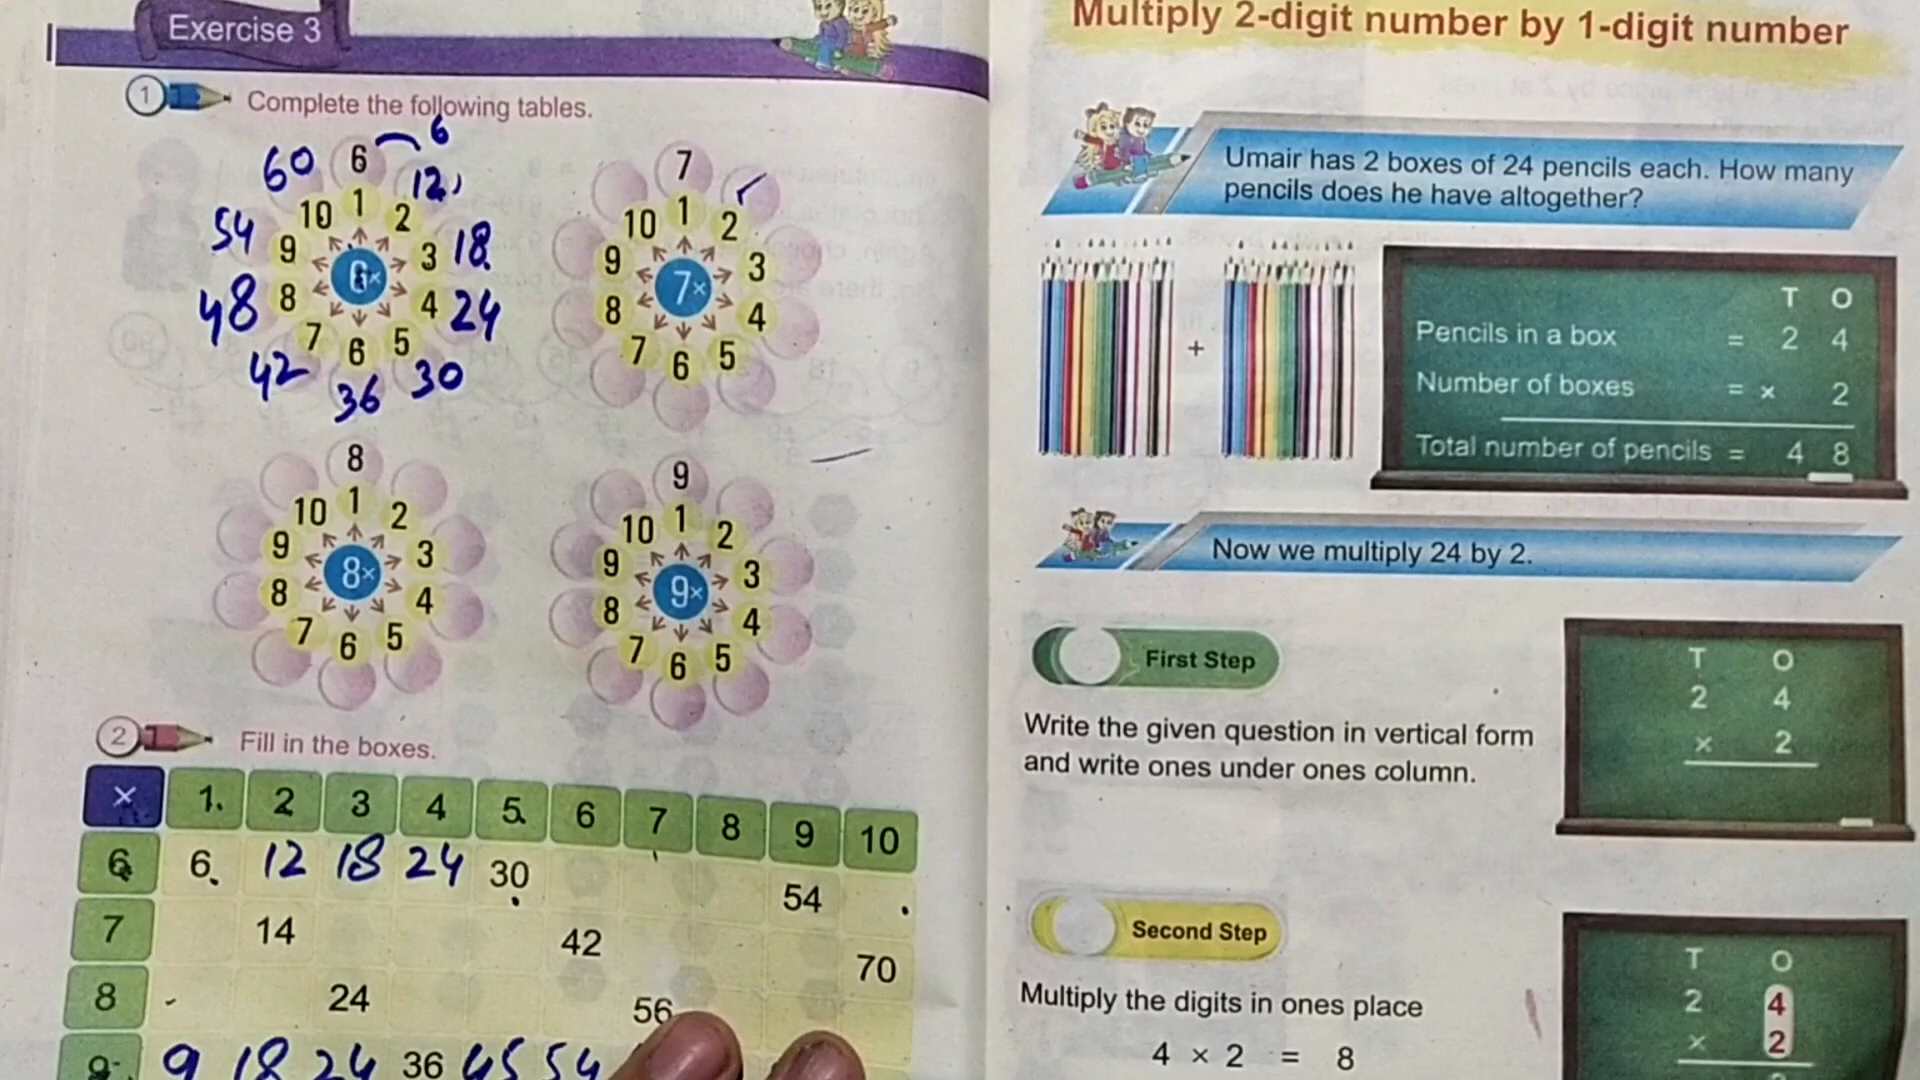 Exercise 3
1 Complete the following tables.
6
60 6 12
54 10 1 2 18
9 6× 3
48 8 4 24
7 6 5
42 36 30
7
10 1 2
9 7× 3
8 4
7 6 5
8
10 1 2
9 8× 3
8 4
7 6 5
9
10 1 2
9 9× 3
8 4
7 6 5
2 Fill in the boxes.
× 1 2 3 4 5 6 7 8 9 10
6 6 12 18 24 30 54
7 14 42 70
8 24 56
9 9 18 24 36 45 54
Multiply 2-digit number by 1-digit number
Umair has 2 boxes of 24 pencils each. How many
pencils does he have altogether?
+
T O
Pencils in a box = 2 4
Number of boxes = × 2
Total number of pencils = 4 8
Now we multiply 24 by 2.
First Step
Write the given question in vertical form
and write ones under ones column.
T O
2 4
× 2
Second Step
Multiply the digits in ones place
4 × 2 = 8
T O
2 4
× 2